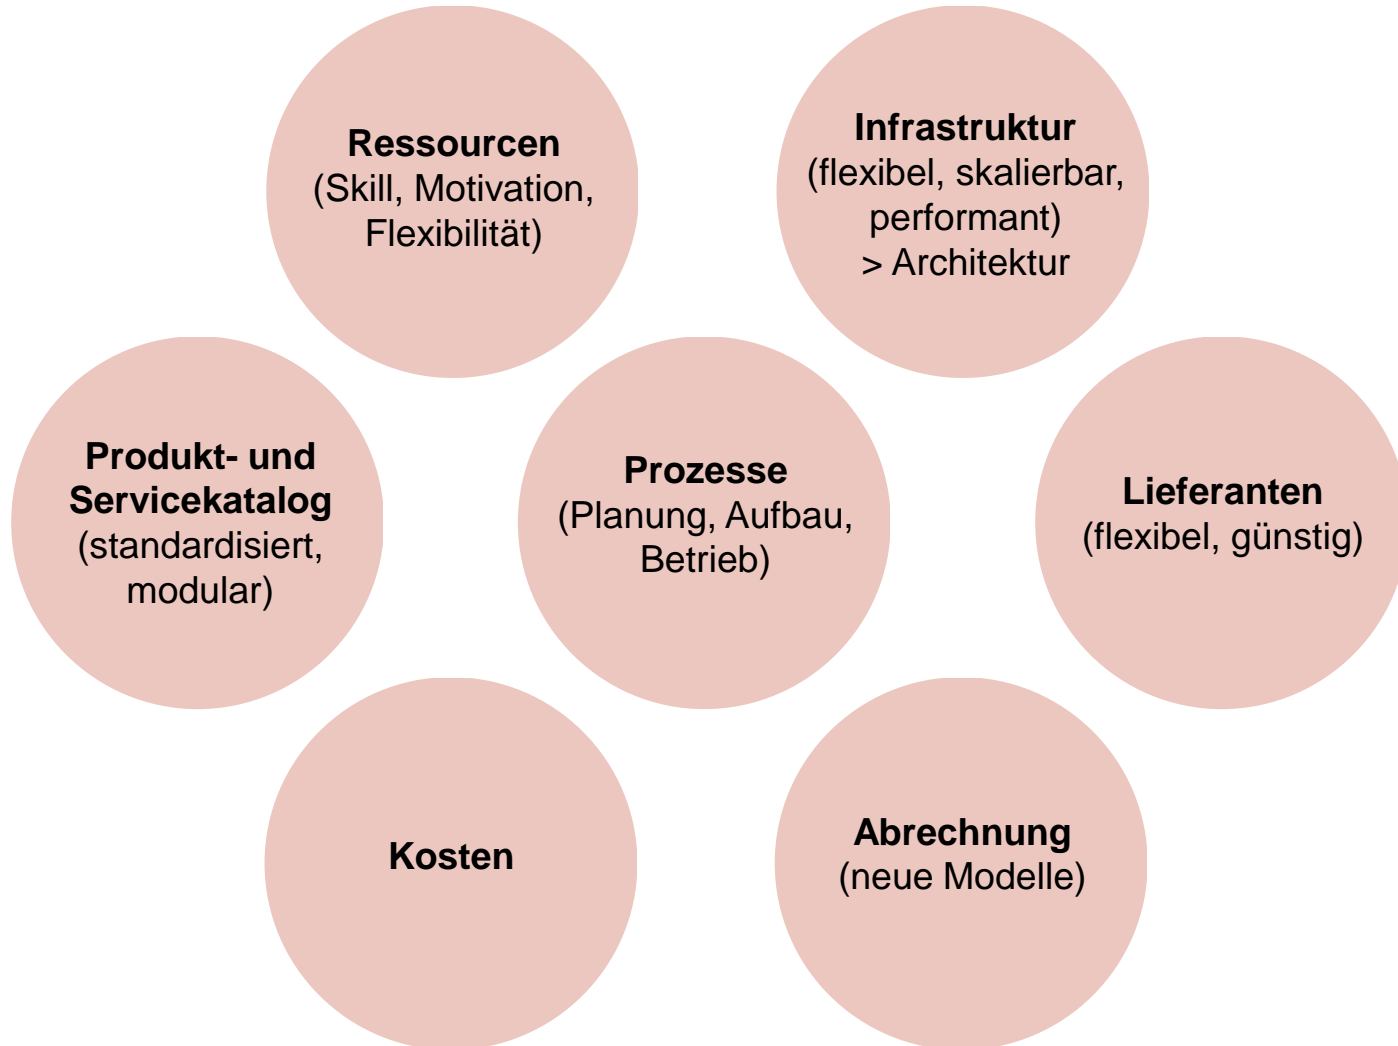 Ressourcen
(Skill, Motivation,
Flexibilität)
Infrastruktur
(flexibel, skalierbar,
performant)
> Architektur
Produkt- und
Servicekatalog
(standardisiert,
modular)
Prozesse
(Planung, Aufbau,
Betrieb)
Lieferanten
(flexibel, günstig)
Kosten
Abrechnung
(neue Modelle)